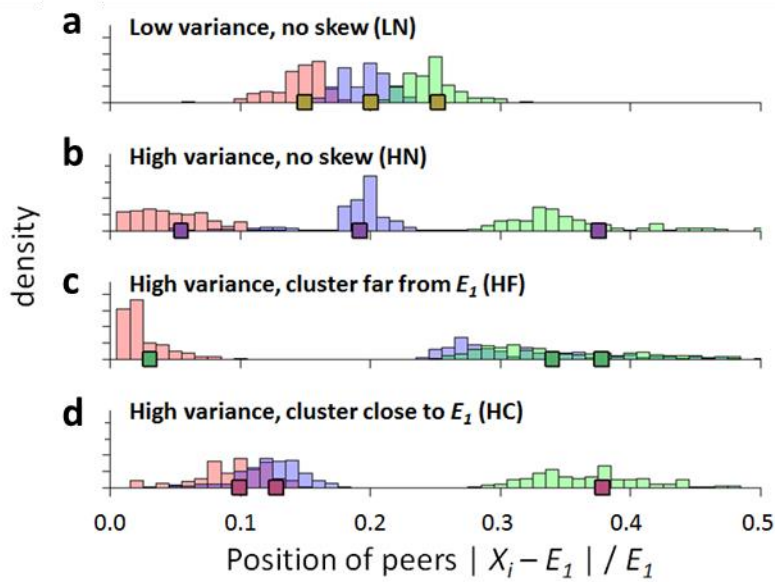 a
Low variance, no skew (LN)
b
High variance, no skew (HN)
c
High variance, cluster far from E₁ (HF)
d
High variance, cluster close to E₁ (HC)
density
0.0 0.1 0.2 0.3 0.4 0.5
Position of peers | Xᵢ – E₁ | / E₁